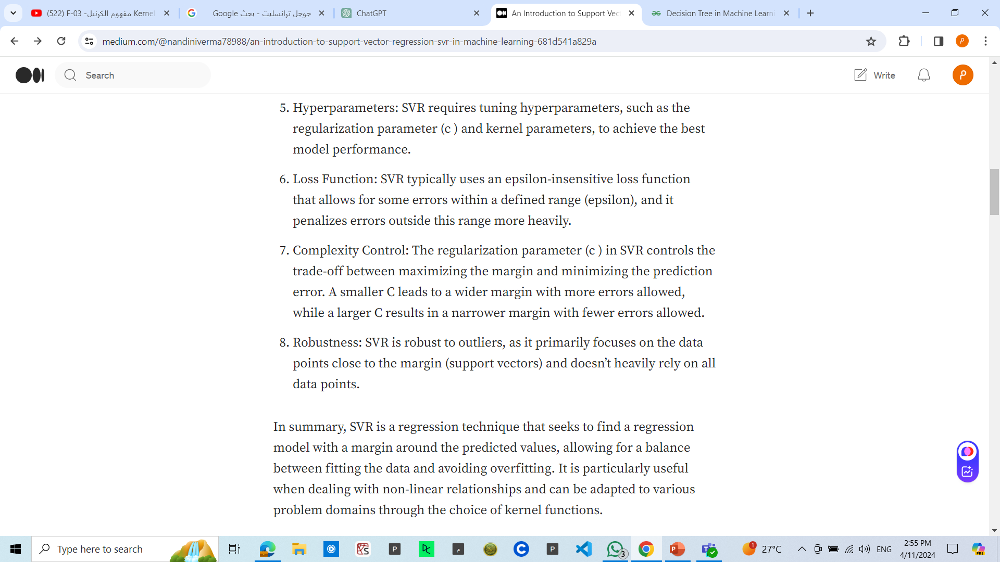 (522) F-03 -مفهوم الكرنيل Kernel
Google جوجل ترانسليت - بحث
ChatGPT
An Introduction to Support Vec
Decision Tree in Machine Learni
medium.com/@nandiniverma78988/an-introduction-to-support-vector-regression-svr-in-machine-learning-681d541a829a
Search
Write
5. Hyperparameters: SVR requires tuning hyperparameters, such as the
regularization parameter (c ) and kernel parameters, to achieve the best
model performance.
6. Loss Function: SVR typically uses an epsilon-insensitive loss function
that allows for some errors within a defined range (epsilon), and it
penalizes errors outside this range more heavily.
7. Complexity Control: The regularization parameter (c ) in SVR controls the
trade-off between maximizing the margin and minimizing the prediction
error. A smaller C leads to a wider margin with more errors allowed,
while a larger C results in a narrower margin with fewer errors allowed.
8. Robustness: SVR is robust to outliers, as it primarily focuses on the data
points close to the margin (support vectors) and doesn’t heavily rely on all
data points.
In summary, SVR is a regression technique that seeks to find a regression
model with a margin around the predicted values, allowing for a balance
between fitting the data and avoiding overfitting. It is particularly useful
when dealing with non-linear relationships and can be adapted to various
problem domains through the choice of kernel functions.
Type here to search
27°C
ENG
2:55 PM
4/11/2024